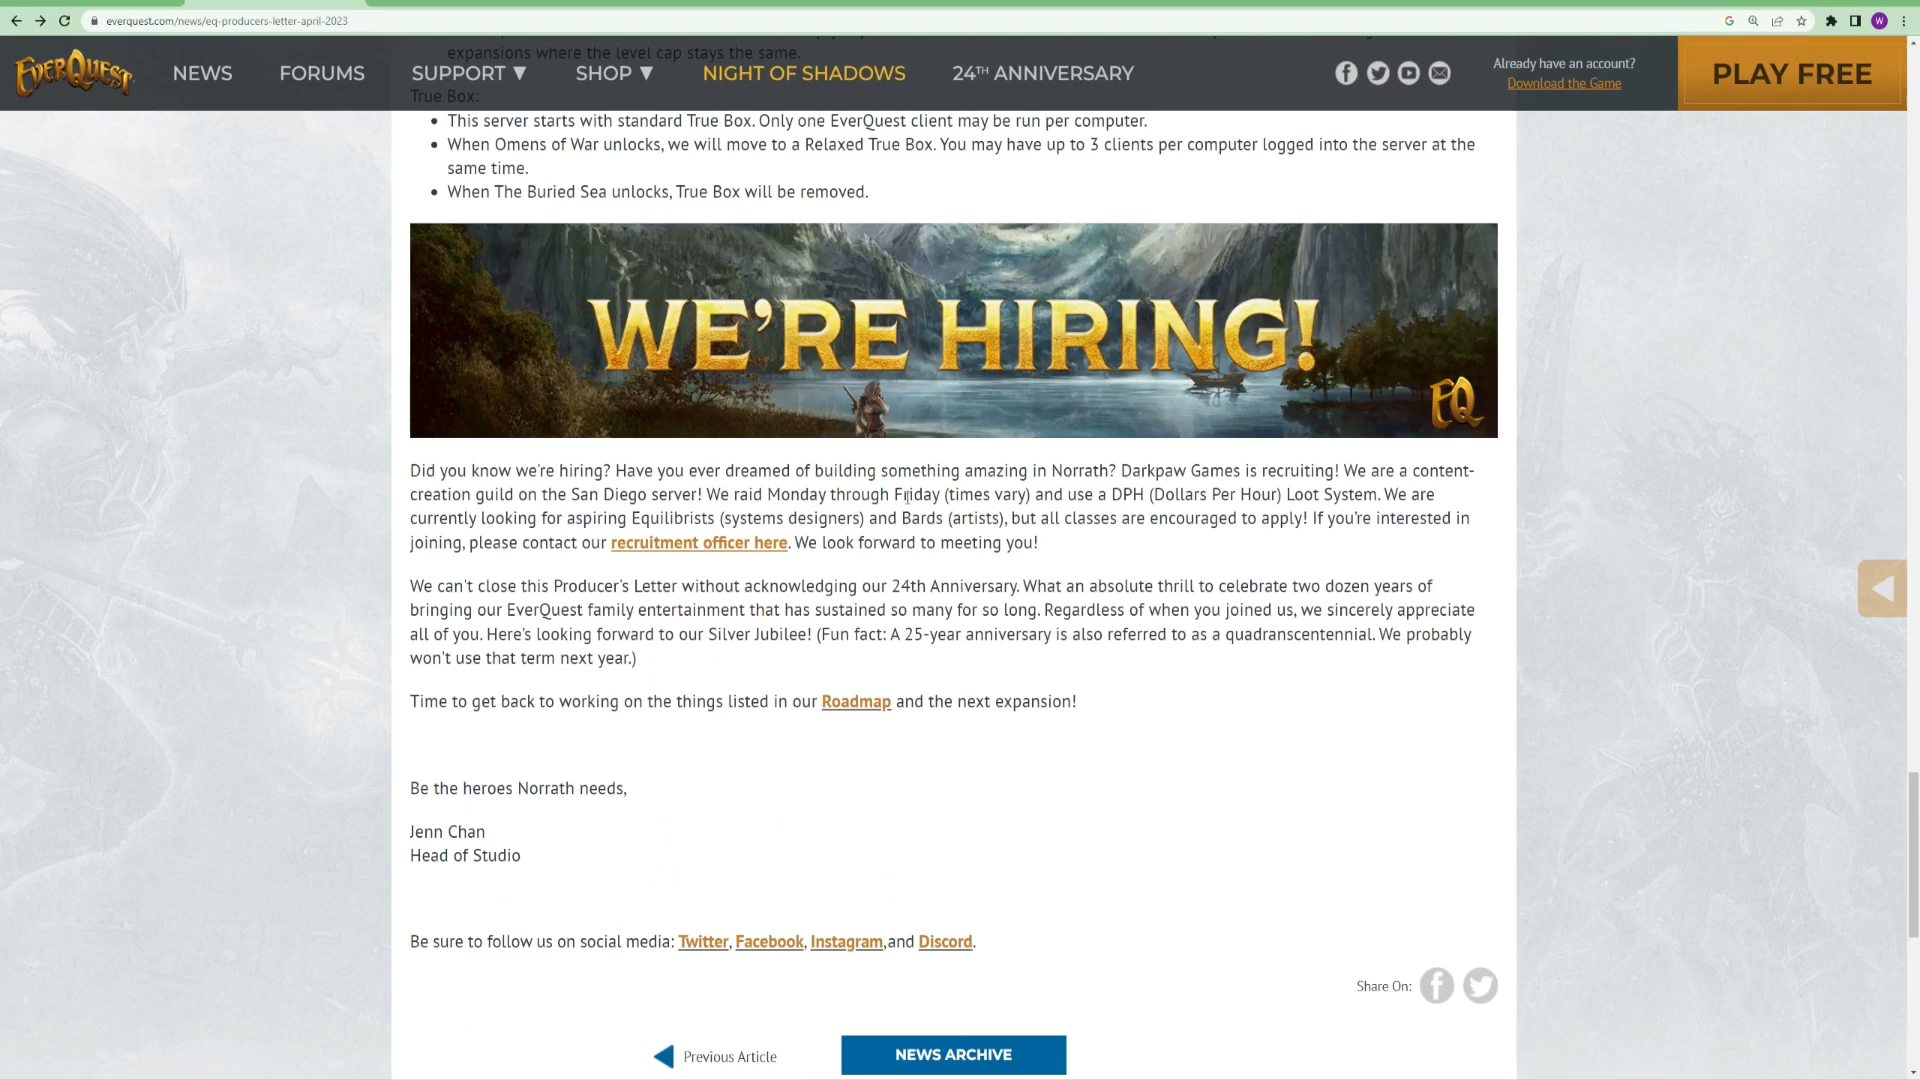 everquest.com/news/eq-producers-letter-april-2023
W
EVERQUEST
NEWS
FORUMS
SUPPORT ▼
SHOP ▼
NIGHT OF SHADOWS
24TH ANNIVERSARY
Already have an account?
Download the Game
PLAY FREE
expansions where the level cap stays the same.
True Box:
• This server starts with standard True Box. Only one EverQuest client may be run per computer.
• When Omens of War unlocks, we will move to a Relaxed True Box. You may have up to 3 clients per computer logged into the server at the
same time.
• When The Buried Sea unlocks, True Box will be removed.
WE'RE HIRING!
EQ
Did you know we're hiring? Have you ever dreamed of building something amazing in Norrath? Darkpaw Games is recruiting! We are a content-
creation guild on the San Diego server! We raid Monday through Friday (times vary) and use a DPH (Dollars Per Hour) Loot System. We are
currently looking for aspiring Equilibrists (systems designers) and Bards (artists), but all classes are encouraged to apply! If you’re interested in
joining, please contact our recruitment officer here. We look forward to meeting you!
We can't close this Producer's Letter without acknowledging our 24th Anniversary. What an absolute thrill to celebrate two dozen years of
bringing our EverQuest family entertainment that has sustained so many for so long. Regardless of when you joined us, we sincerely appreciate
all of you. Here’s looking forward to our Silver Jubilee! (Fun fact: A 25-year anniversary is also referred to as a quadranscentennial. We probably
won’t use that term next year.)
Time to get back to working on the things listed in our Roadmap and the next expansion!
Be the heroes Norrath needs,
Jenn Chan
Head of Studio
Be sure to follow us on social media: Twitter, Facebook, Instagram,and Discord.
Share On:
Previous Article
NEWS ARCHIVE